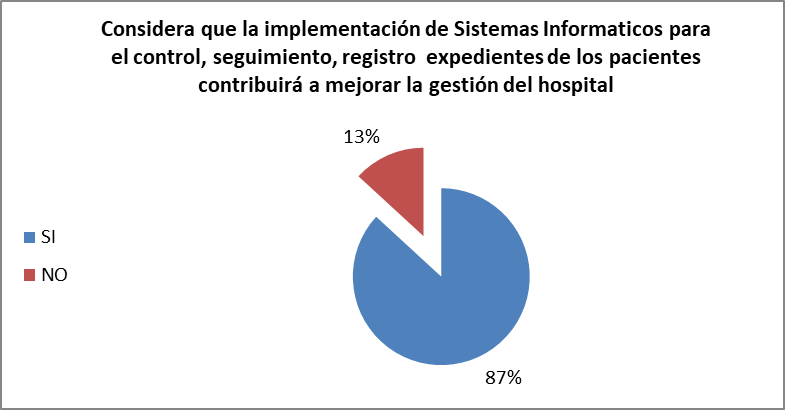 Considera que la implementación de Sistemas Informaticos para
el control, seguimiento, registro  expedientes de los pacientes
contribuirá a mejorar la gestión del hospital
13%
SI
NO
87%